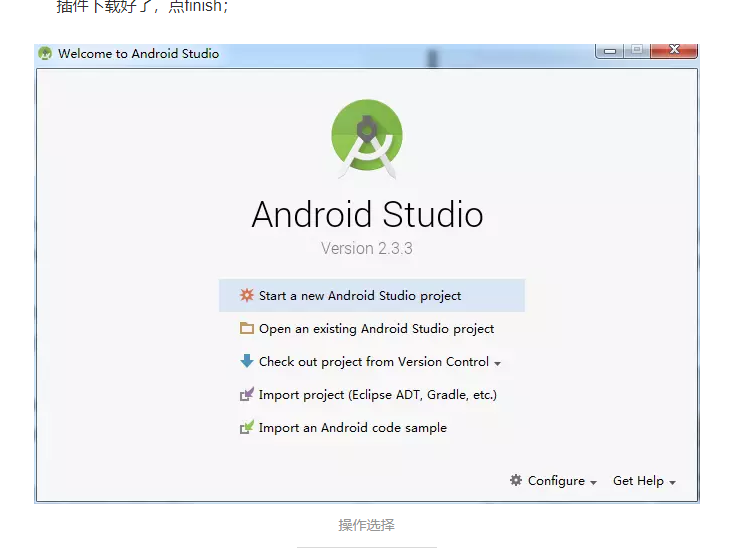 插件下载好了，点finish；
Welcome to Android Studio
Android Studio
Version 2.3.3
Start a new Android Studio project
Open an existing Android Studio project
Check out project from Version Control
Import project (Eclipse ADT, Gradle, etc.)
Import an Android code sample
Configure Get Help
操作选择